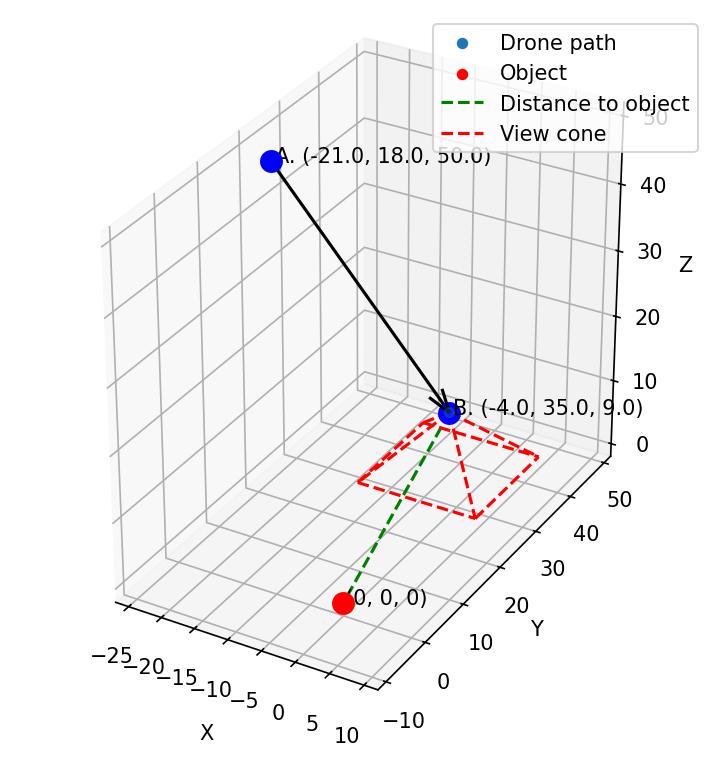 Drone path
Object
Distance to object
View cone
A. (-21.0, 18.0, 50.0)
B. (-4.0, 35.0, 9.0)
0, 0, 0)
50
40
30
20
10
0
Z
50
40
30
20
10
0
−10
Y
−25
−20
−15
−10
−5
0
5
10
X